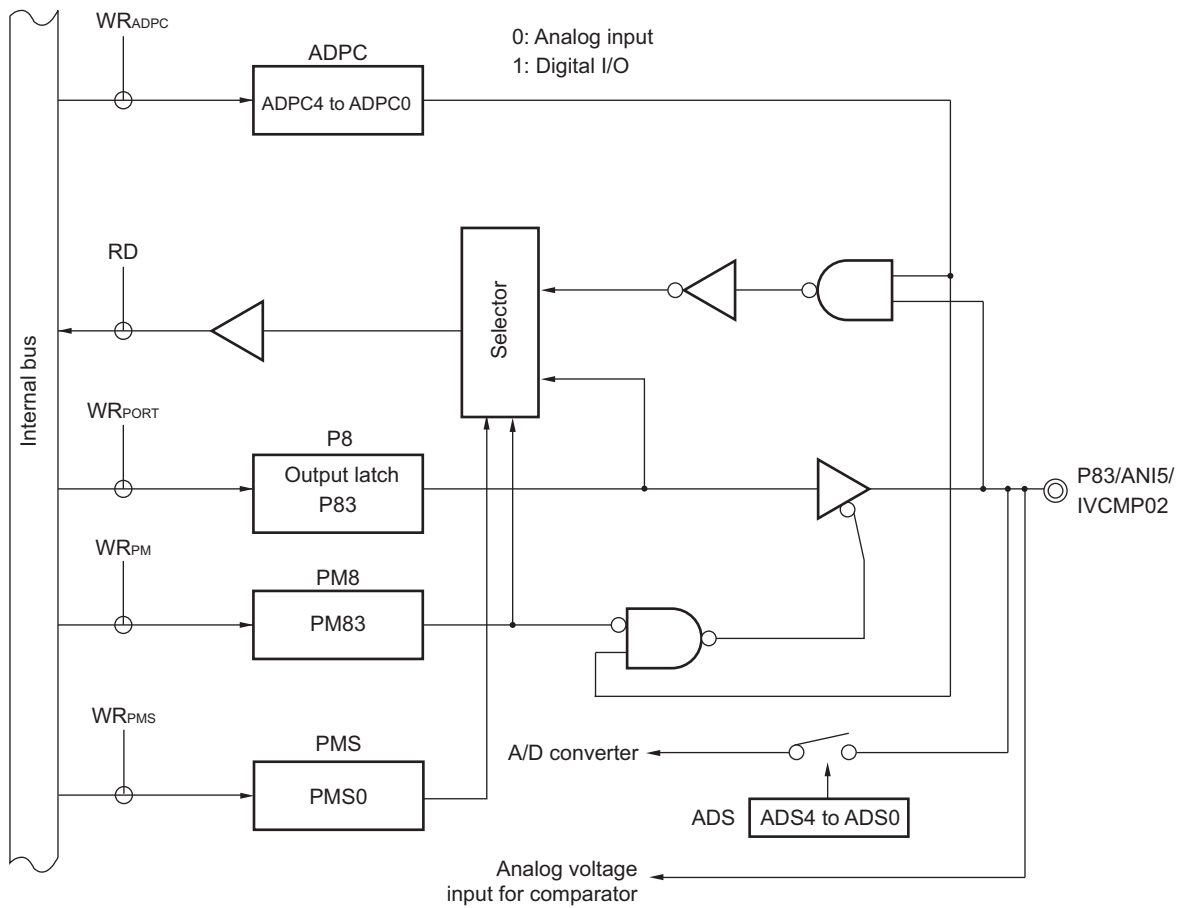 WRADPC
ADPC
0: Analog input
1: Digital I/O
ADPC4 to ADPC0
RD
Selector
Internal bus
WRPORT
P8
Output latch
P83
P83/ANI5/
IVCMP02
WRPM
PM8
PM83
WRPMS
PMS
PMS0
A/D converter
ADS
ADS4 to ADS0
Analog voltage
input for comparator